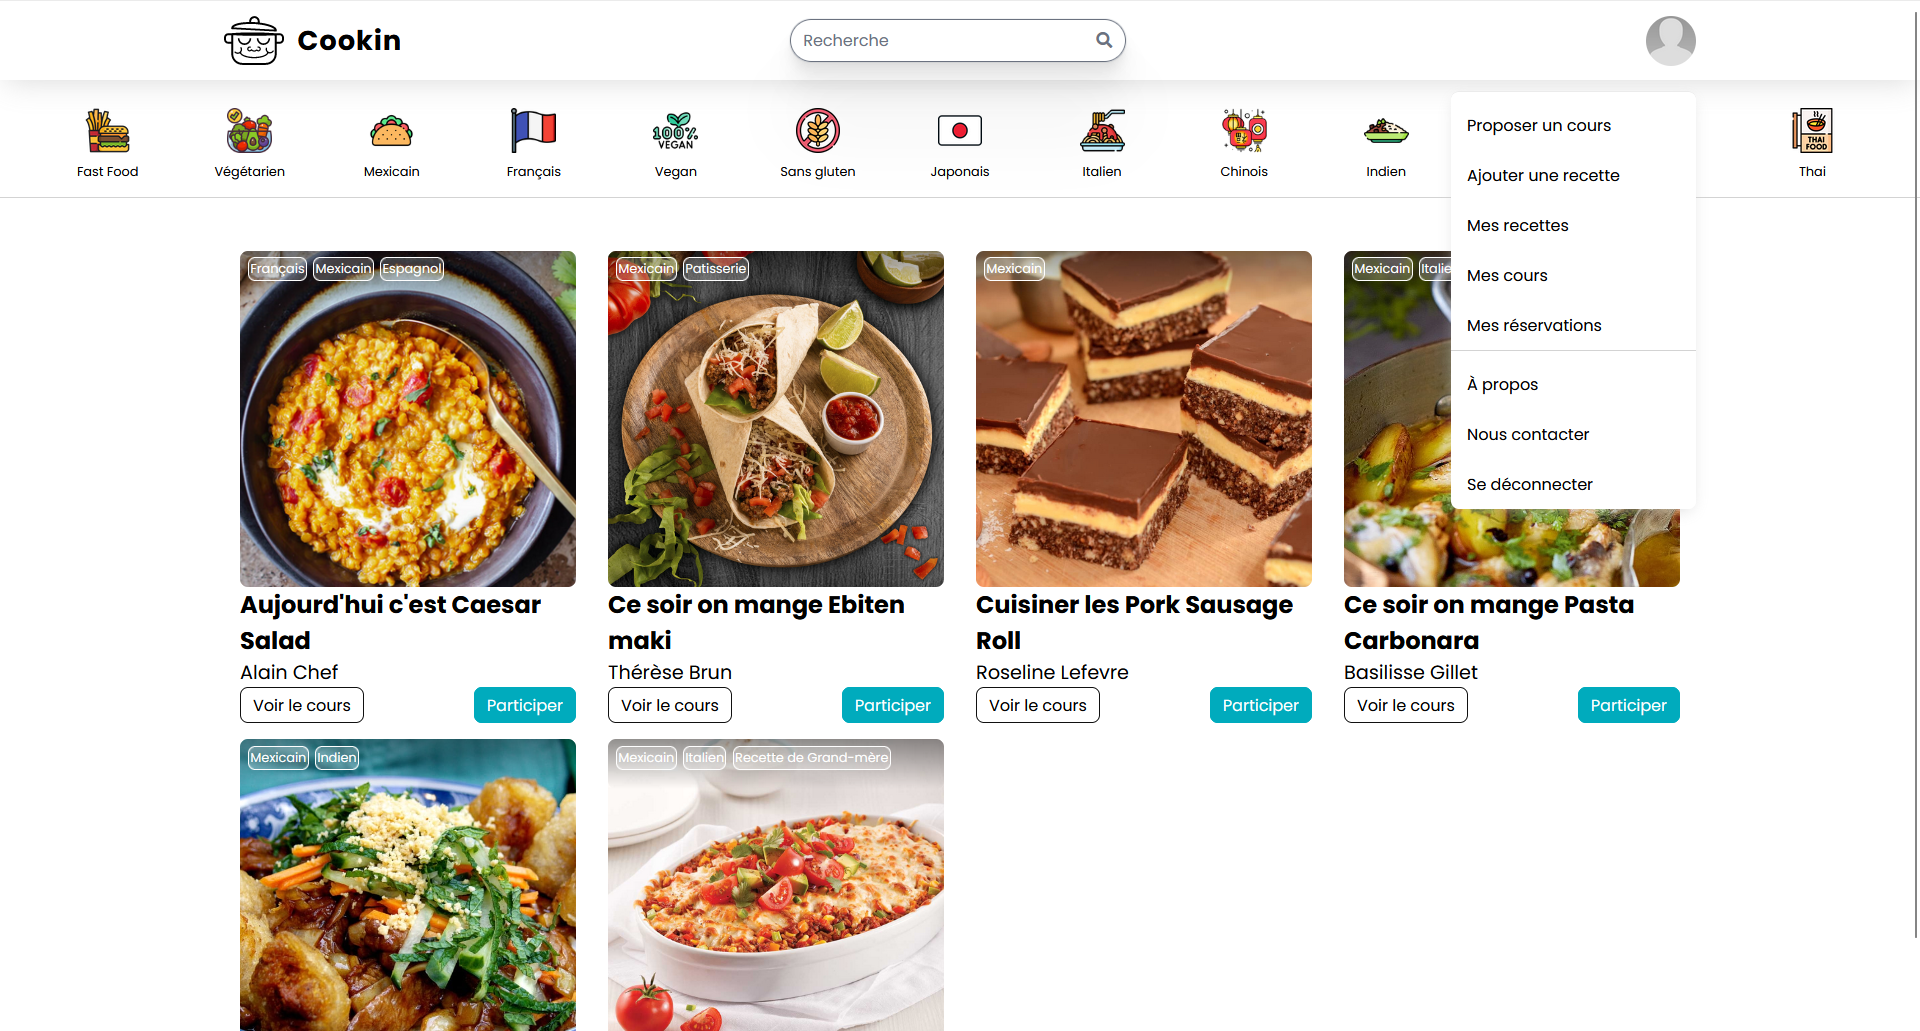 Cookin
Recherche
Fast Food
Végétarien
Mexicain
Français
100%
VEGAN
Vegan
Sans gluten
Japonais
Italien
Chinois
Indien
THAI
FOOD
Thai
Proposer un cours
Ajouter une recette
Mes recettes
Mes cours
Mes réservations
À propos
Nous contacter
Se déconnecter
Français Mexicain Espagnol
Aujourd'hui c'est Caesar
Salad
Alain Chef
Voir le cours Participer
Mexicain Patisserie
Ce soir on mange Ebiten
maki
Thérèse Brun
Voir le cours Participer
Mexicain
Cuisiner les Pork Sausage
Roll
Roseline Lefevre
Voir le cours Participer
Mexicain Italie
Ce soir on mange Pasta
Carbonara
Basilisse Gillet
Voir le cours Participer
Mexicain Indien
Mexicain Italien Recette de Grand-mère